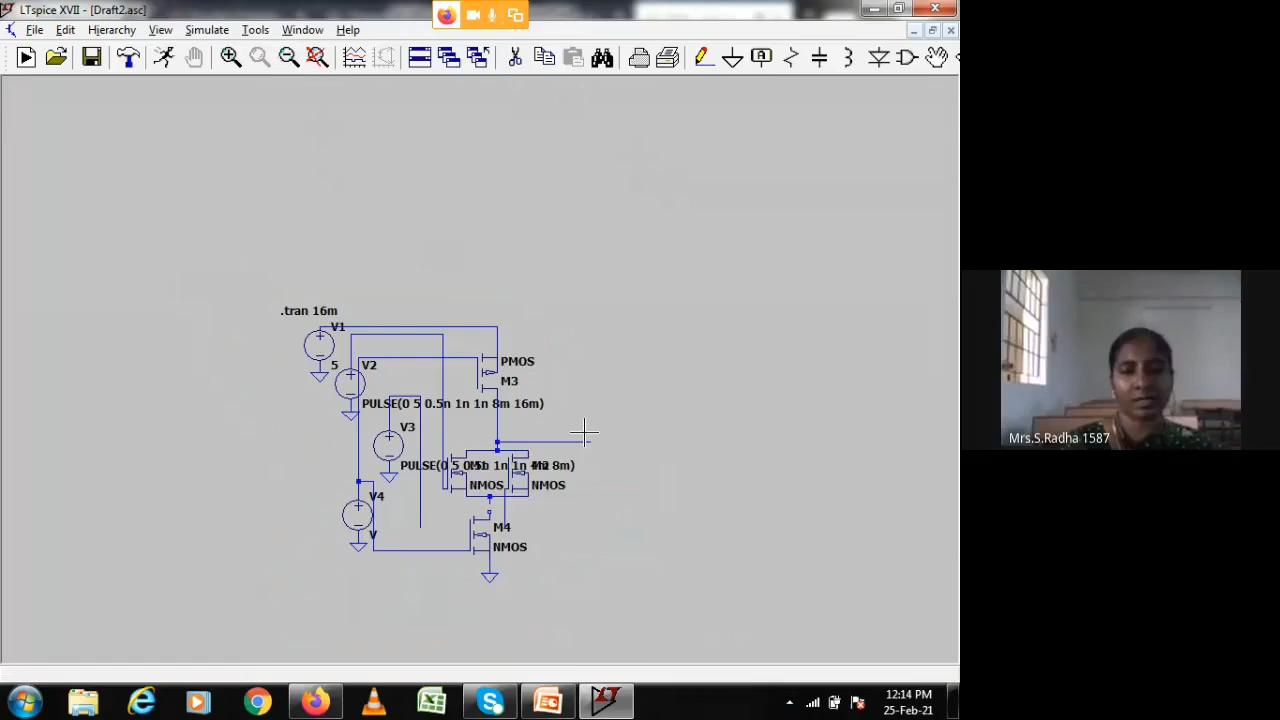 LTspice XVII - [Draft2.asc]
File Edit Hierarchy View Simulate Tools Window Help
.tran 16m
V1
5
V2
PMOS
M3
PULSE(0 5 0.5n 1n 1n 8m 16m)
V3
PULSE(0 5 0.5n 1n 1n 4m 8m)
M1
M2
NMOS
NMOS
V4
V
M4
NMOS
Mrs.S.Radha 1587
12:14 PM
25-Feb-21